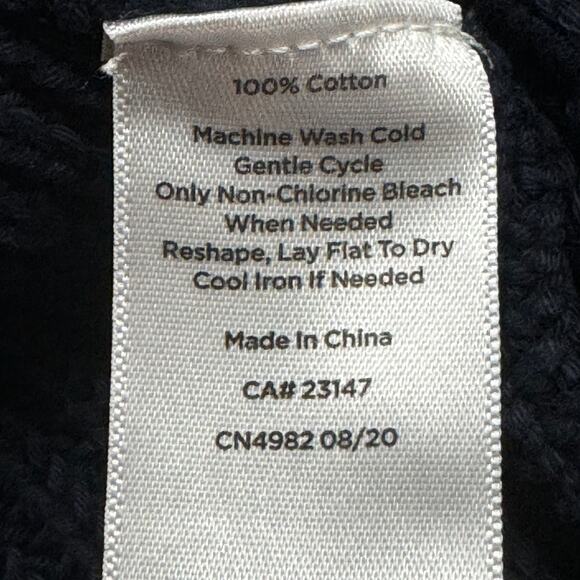 100% Cotton
Machine Wash Cold
Gentle Cycle
Only Non-Chlorine Bleach
When Needed
Reshape, Lay Flat To Dry
Cool Iron If Needed
Made In China
CA# 23147
CN4982 08/20